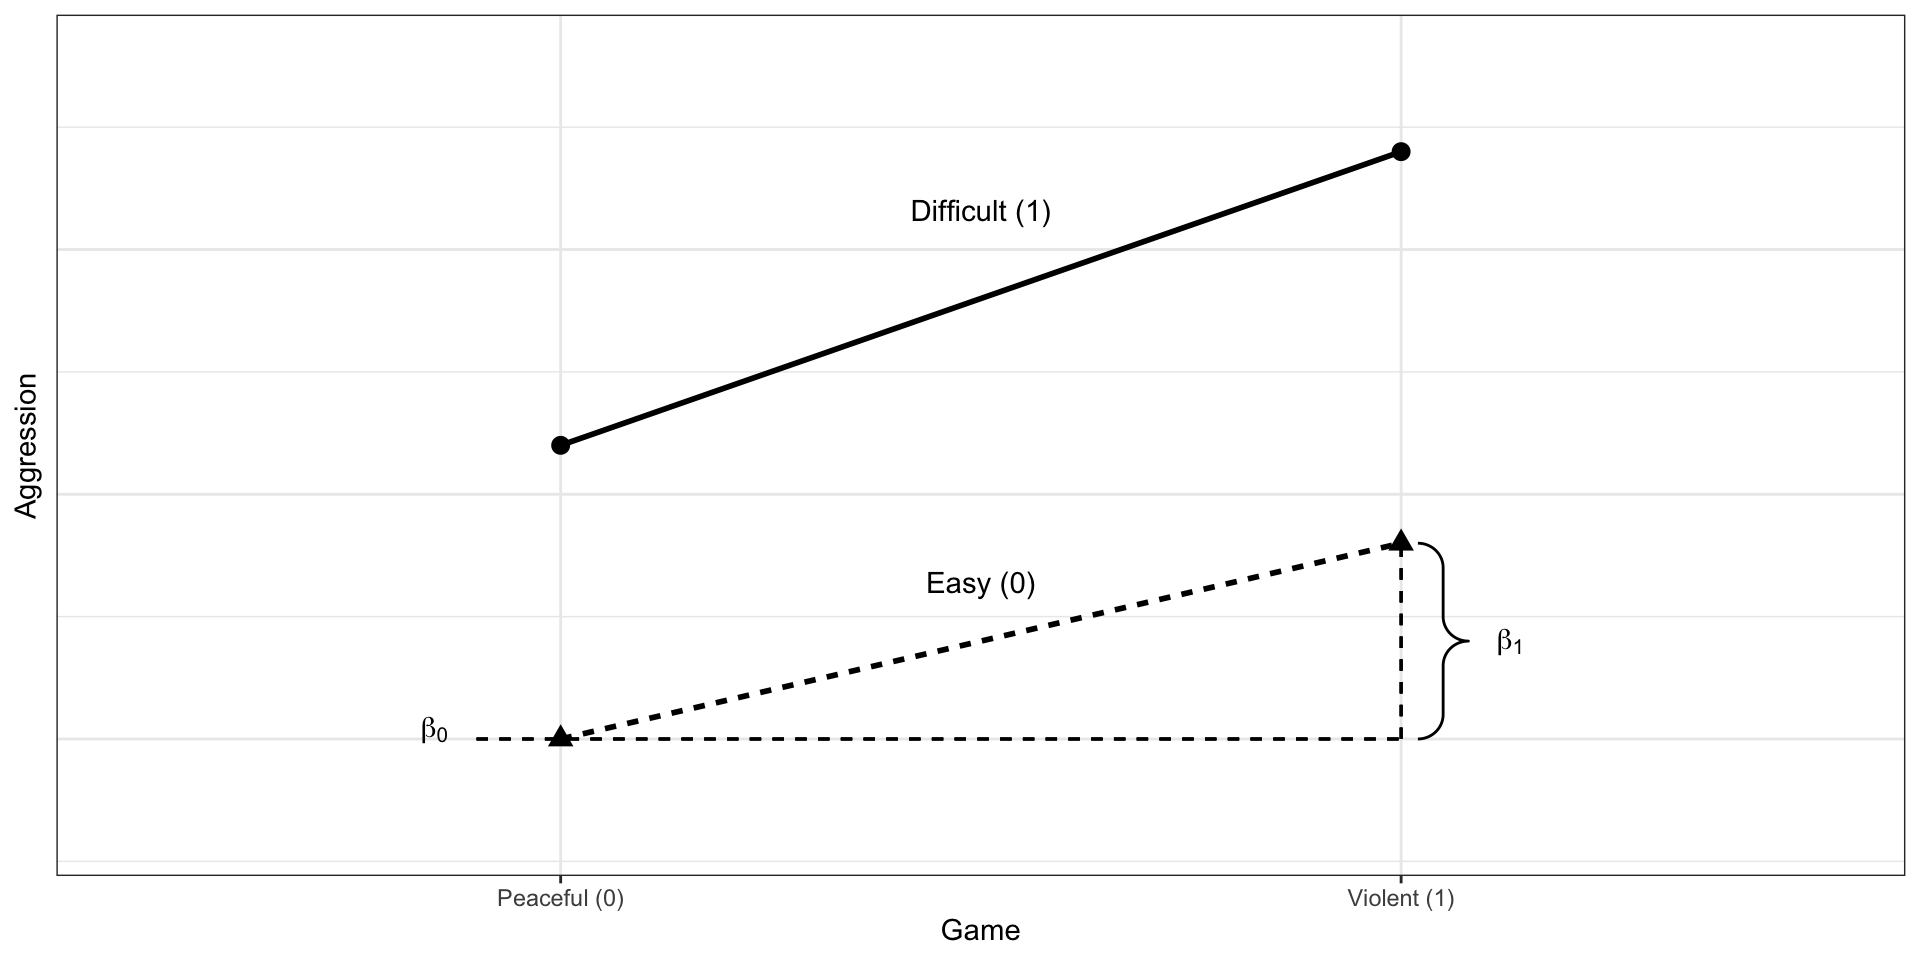 Aggression
Difficult (1)
Easy (0)
β₁
β₀
Peaceful (0)
Violent (1)
Game